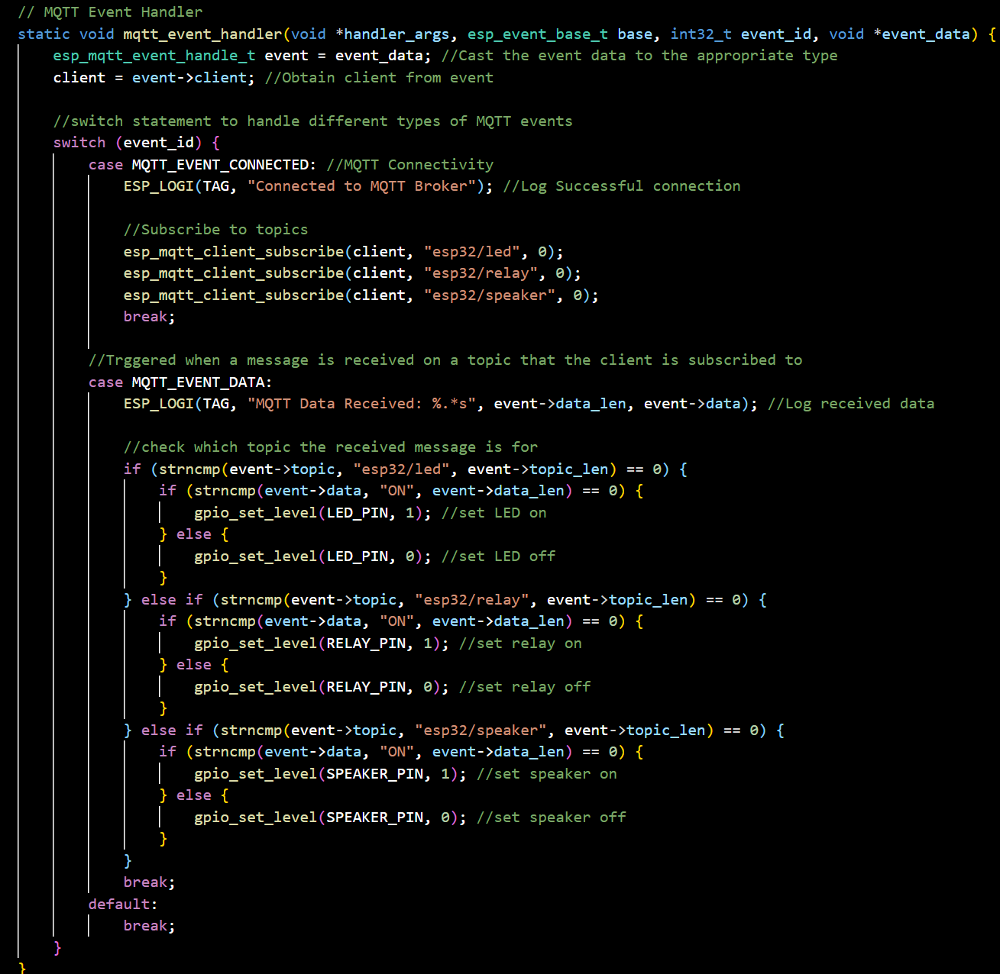 // MQTT Event Handler
static void mqtt_event_handler(void *handler_args, esp_event_base_t base, int32_t event_id, void *event_data) {
    esp_mqtt_event_handle_t event = event_data; //Cast the event data to the appropriate type
    client = event->client; //Obtain client from event

    //switch statement to handle different types of MQTT events
    switch (event_id) {
        case MQTT_EVENT_CONNECTED: //MQTT Connectivity
            ESP_LOGI(TAG, "Connected to MQTT Broker"); //Log Successful connection

            //Subscribe to topics
            esp_mqtt_client_subscribe(client, "esp32/led", 0);
            esp_mqtt_client_subscribe(client, "esp32/relay", 0);
            esp_mqtt_client_subscribe(client, "esp32/speaker", 0);
            break;

        //Trggered when a message is received on a topic that the client is subscribed to
        case MQTT_EVENT_DATA:
            ESP_LOGI(TAG, "MQTT Data Received: %.*s", event->data_len, event->data); //Log received data

            //check which topic the received message is for
            if (strncmp(event->topic, "esp32/led", event->topic_len) == 0) {
                if (strncmp(event->data, "ON", event->data_len) == 0) {
                    gpio_set_level(LED_PIN, 1); //set LED on
                } else {
                    gpio_set_level(LED_PIN, 0); //set LED off
                }
            } else if (strncmp(event->topic, "esp32/relay", event->topic_len) == 0) {
                if (strncmp(event->data, "ON", event->data_len) == 0) {
                    gpio_set_level(RELAY_PIN, 1); //set relay on
                } else {
                    gpio_set_level(RELAY_PIN, 0); //set relay off
                }
            } else if (strncmp(event->topic, "esp32/speaker", event->topic_len) == 0) {
                if (strncmp(event->data, "ON", event->data_len) == 0) {
                    gpio_set_level(SPEAKER_PIN, 1); //set speaker on
                } else {
                    gpio_set_level(SPEAKER_PIN, 0); //set speaker off
                }
            }
            break;
        default:
            break;
    }
}